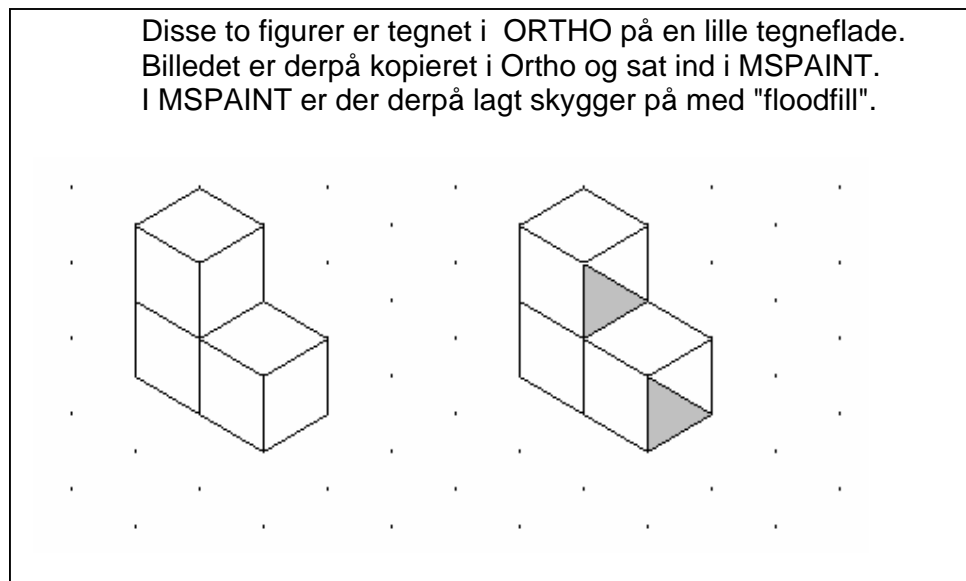 Disse to figurer er tegnet i  ORTHO på en lille tegneflade.
Billedet er derpå kopieret i Ortho og sat ind i MSPAINT.
I MSPAINT er der derpå lagt skygger på med "floodfill".